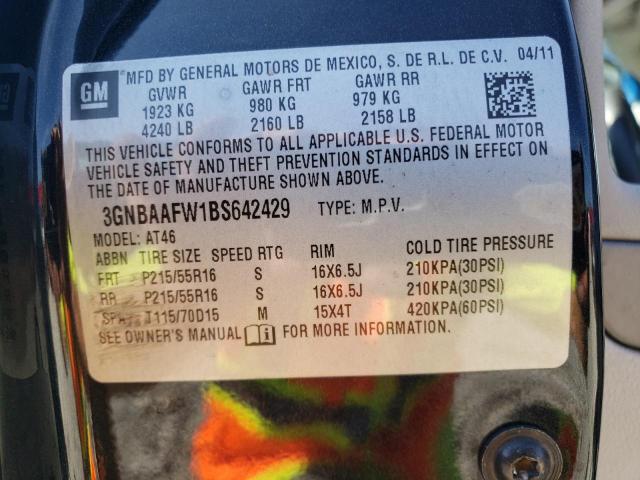 GM MFD BY GENERAL MOTORS DE MEXICO, S. DE R.L. DE C.V. 04/11
GVWR GAWR FRT GAWR RR
1923 KG 980 KG 979 KG
4240 LB 2160 LB 2158 LB
THIS VEHICLE CONFORMS TO ALL APPLICABLE U.S. FEDERAL MOTOR
VEHICLE SAFETY AND THEFT PREVENTION STANDARDS IN EFFECT ON
THE DATE OF MANUFACTURE SHOWN ABOVE.
3GNBAAFW1BS642429 TYPE: M.P.V.
MODEL: AT46
ABBN TIRE SIZE SPEED RTG RIM COLD TIRE PRESSURE
FRT P215/55R16 S 16X6.5J 210KPA(30PSI)
RR P215/55R16 S 16X6.5J 210KPA(30PSI)
SPA T115/70D15 M 15X4T 420KPA(60PSI)
SEE OWNER'S MANUAL FOR MORE INFORMATION.